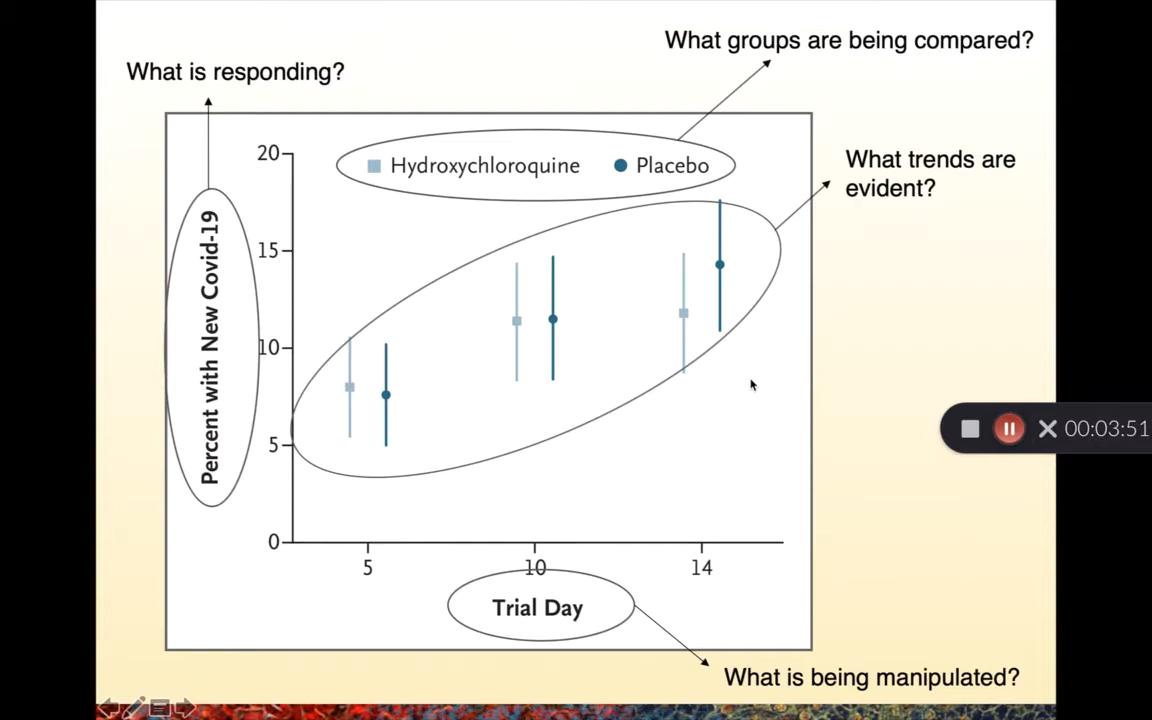 What groups are being compared?
What is responding?
Hydroxychloroquine
Placebo
What trends are
evident?
Percent with New Covid-19
20
15
10
5
0
5
10
14
Trial Day
What is being manipulated?
00:03:51